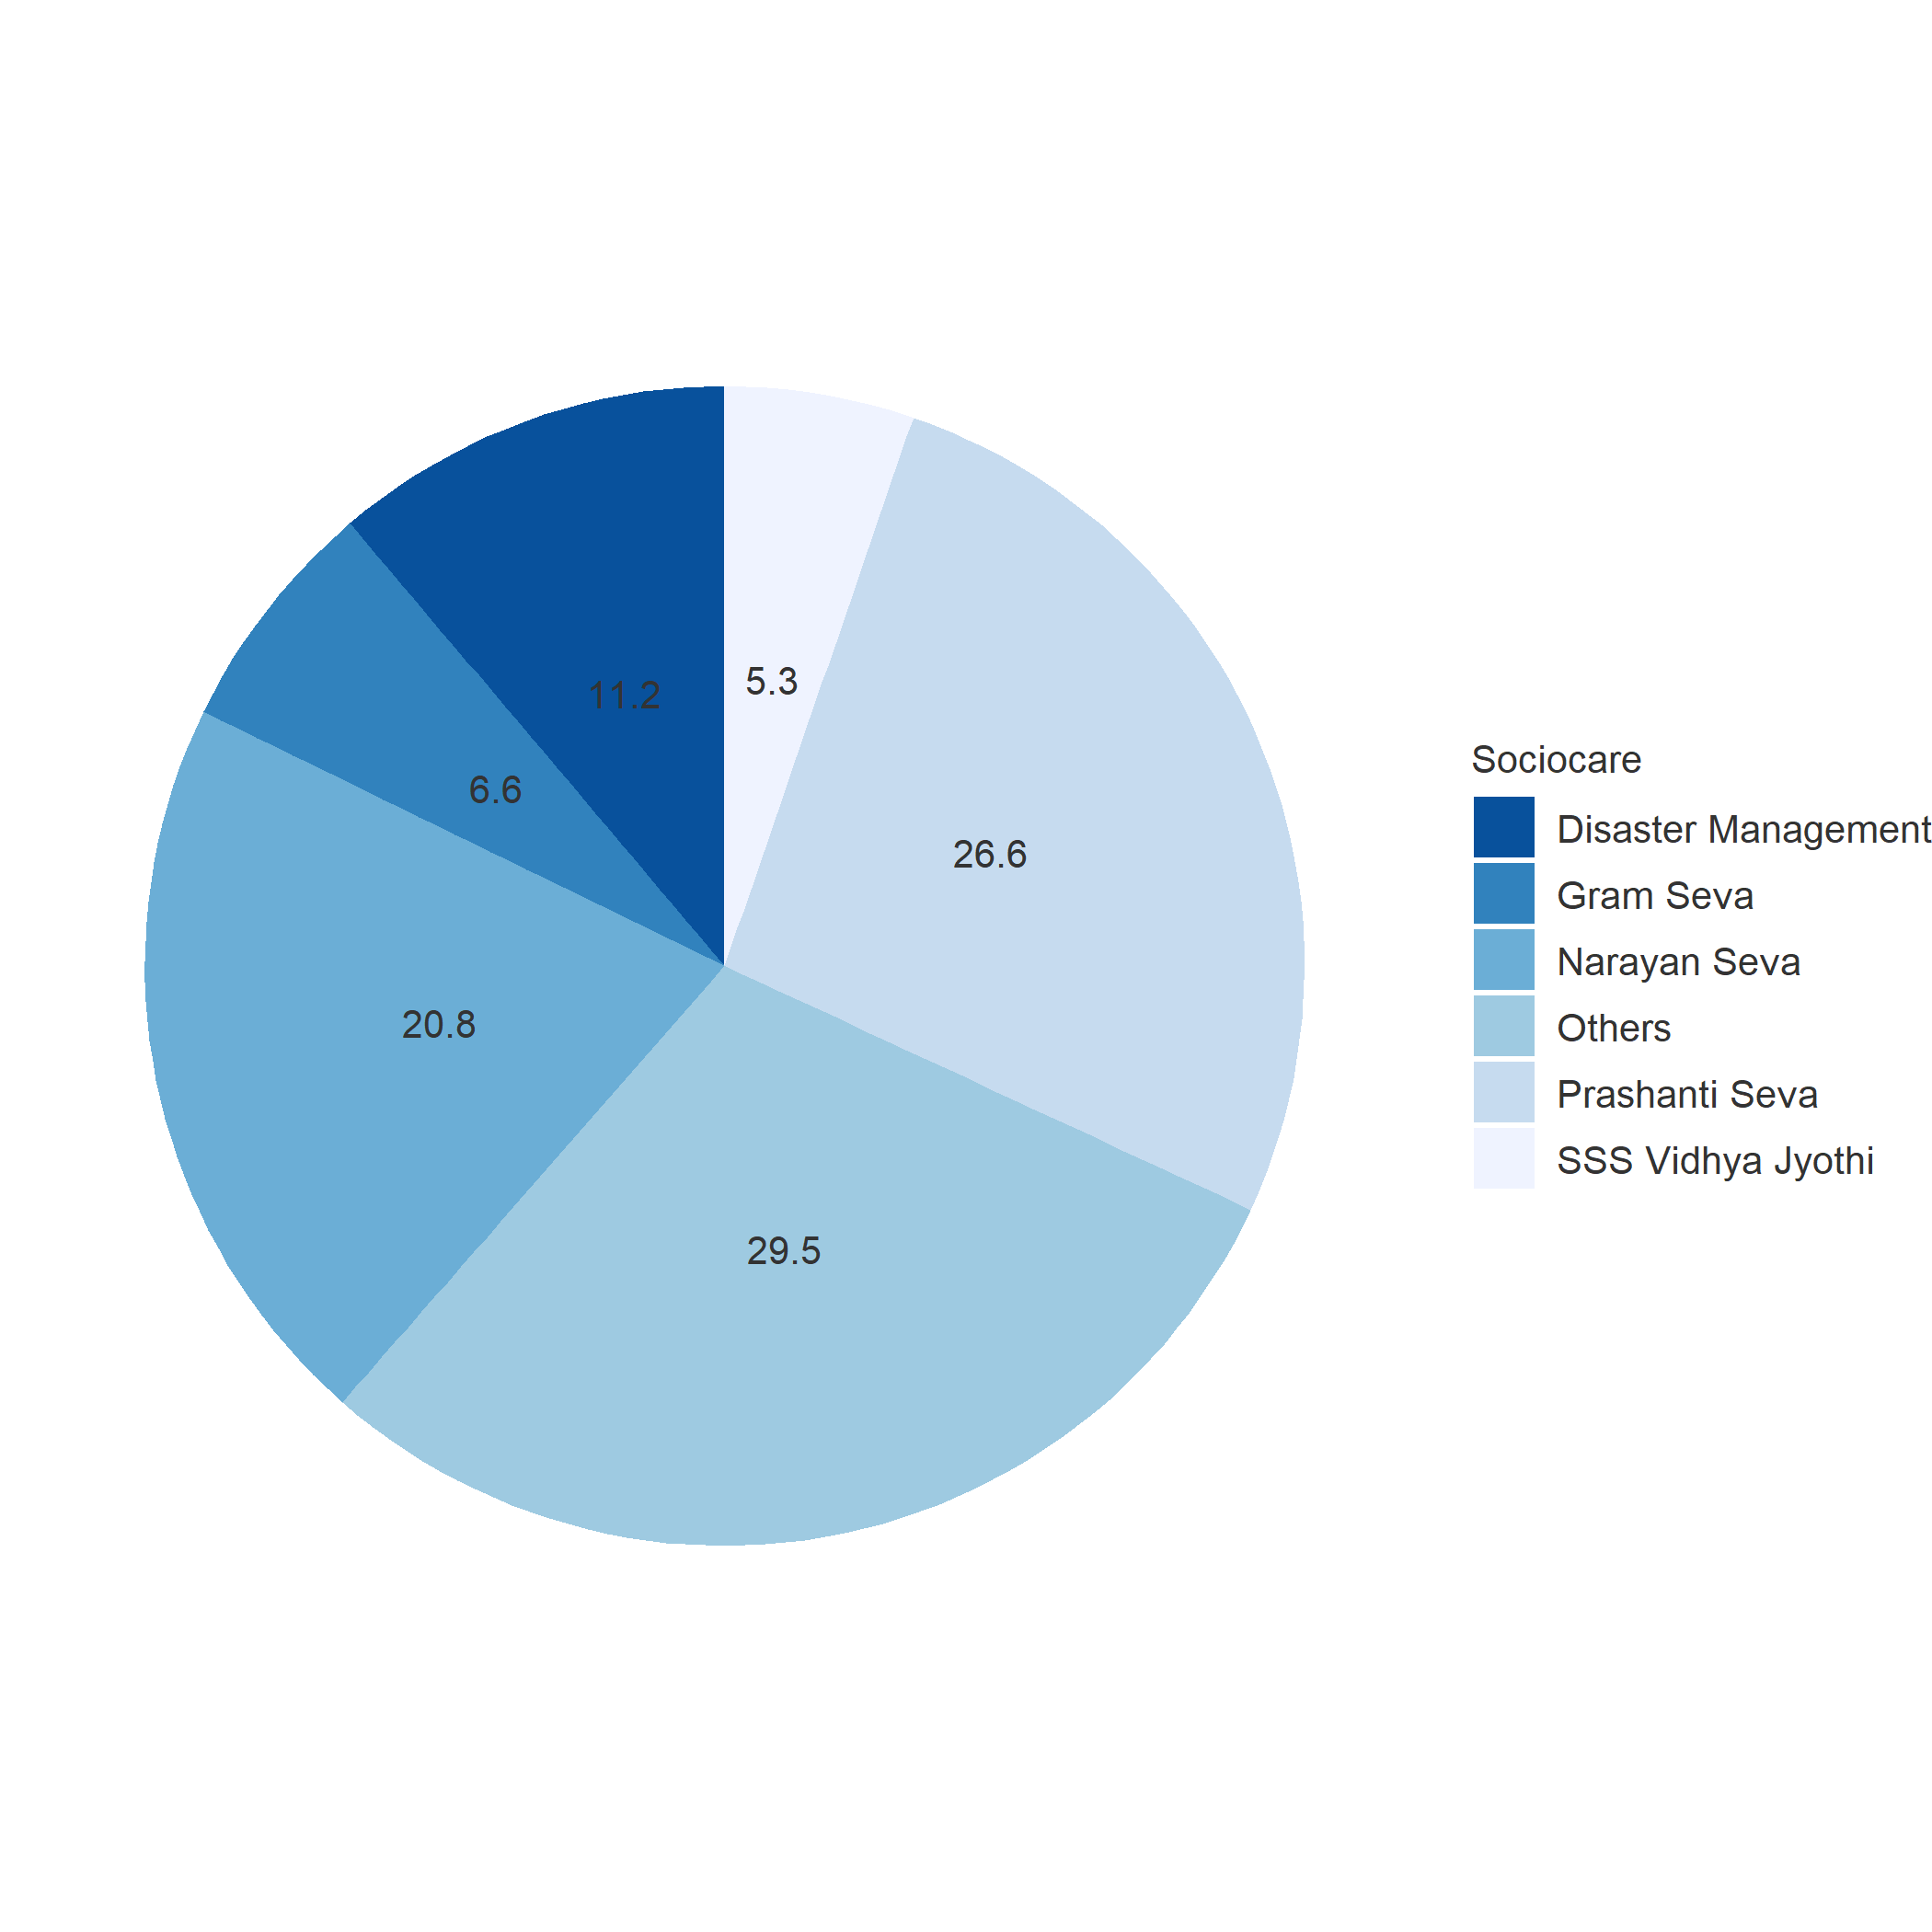 5.3
11.2
6.6
26.6
20.8
29.5
Sociocare
Disaster Management
Gram Seva
Narayan Seva
Others
Prashanti Seva
SSS Vidhya Jyothi